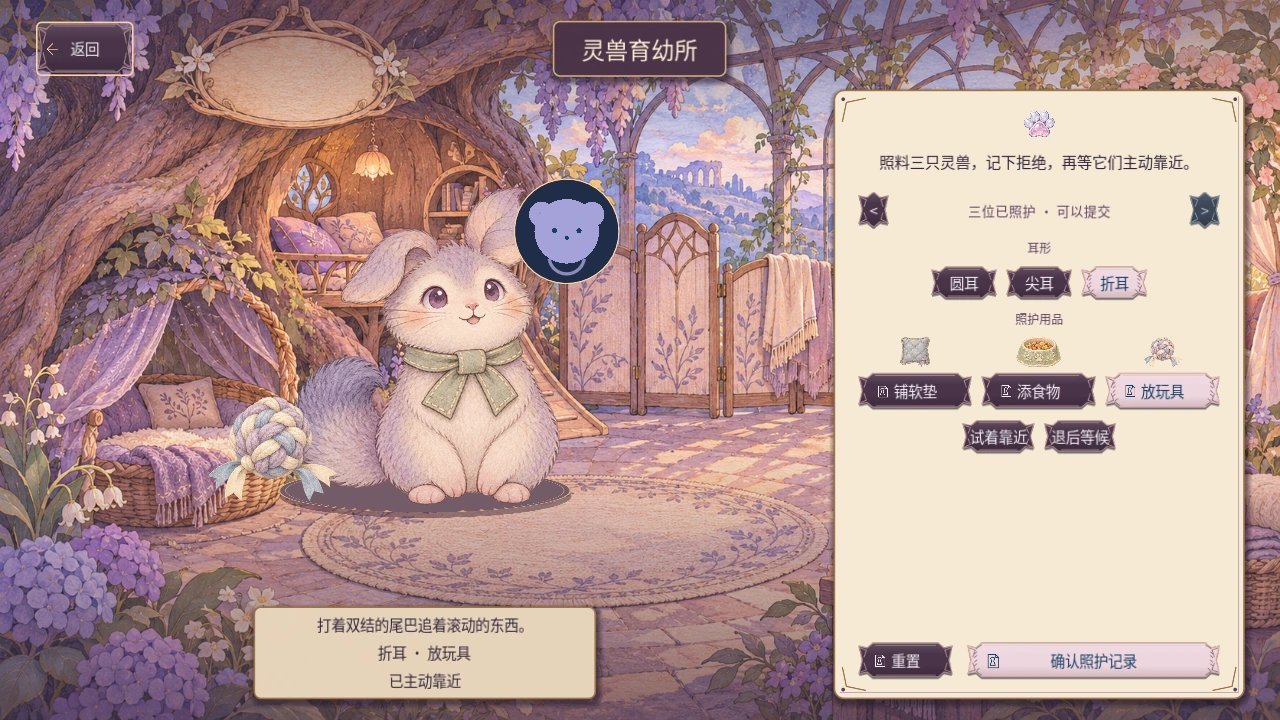 返回
灵兽育幼所
照料三只灵兽，记下拒绝，再等它们主动靠近。
< 三位已照护 · 可以提交 >
耳形
圆耳 尖耳 折耳
照护用品
铺软垫 添食物 放玩具
试着靠近 退后等候
打着双结的尾巴追着滚动的东西。
折耳 · 放玩具
已主动靠近
重置 确认照护记录